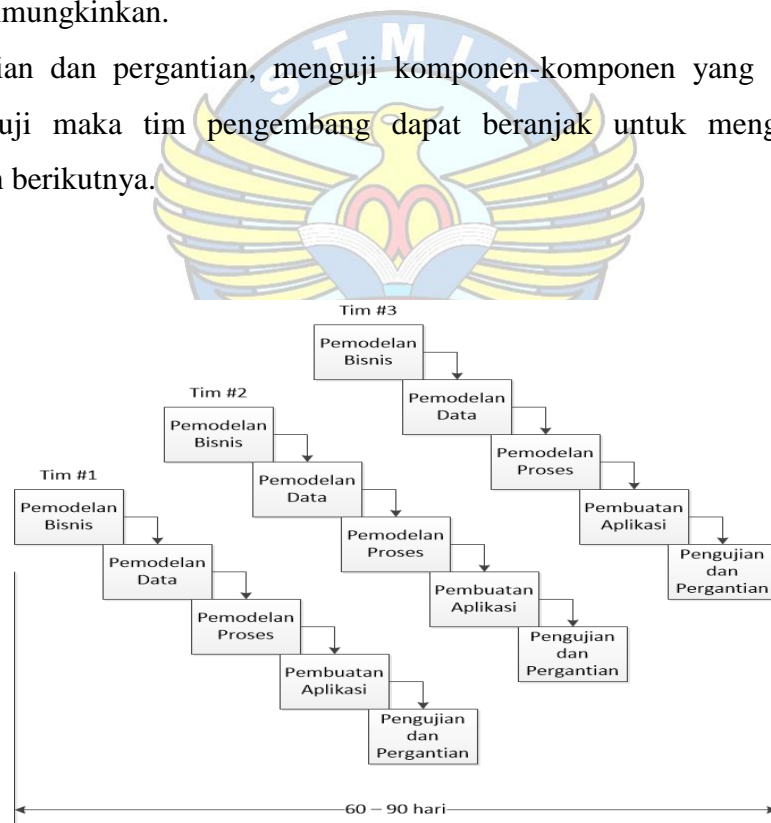 mungkinkan.
ian dan pergantian, menguji komponen-komponen yang
uji maka tim pengembang dapat beranjak untuk meng
berikutnya.
STMIK
Tim #3
Pemodelan
Bisnis
Pemodelan
Data
Pemodelan
Proses
Pembuatan
Aplikasi
Pengujian
dan
Pergantian
Tim #2
Pemodelan
Bisnis
Pemodelan
Data
Pemodelan
Proses
Pembuatan
Aplikasi
Pengujian
dan
Pergantian
Tim #1
Pemodelan
Bisnis
Pemodelan
Data
Pemodelan
Proses
Pembuatan
Aplikasi
Pengujian
dan
Pergantian
60 – 90 hari